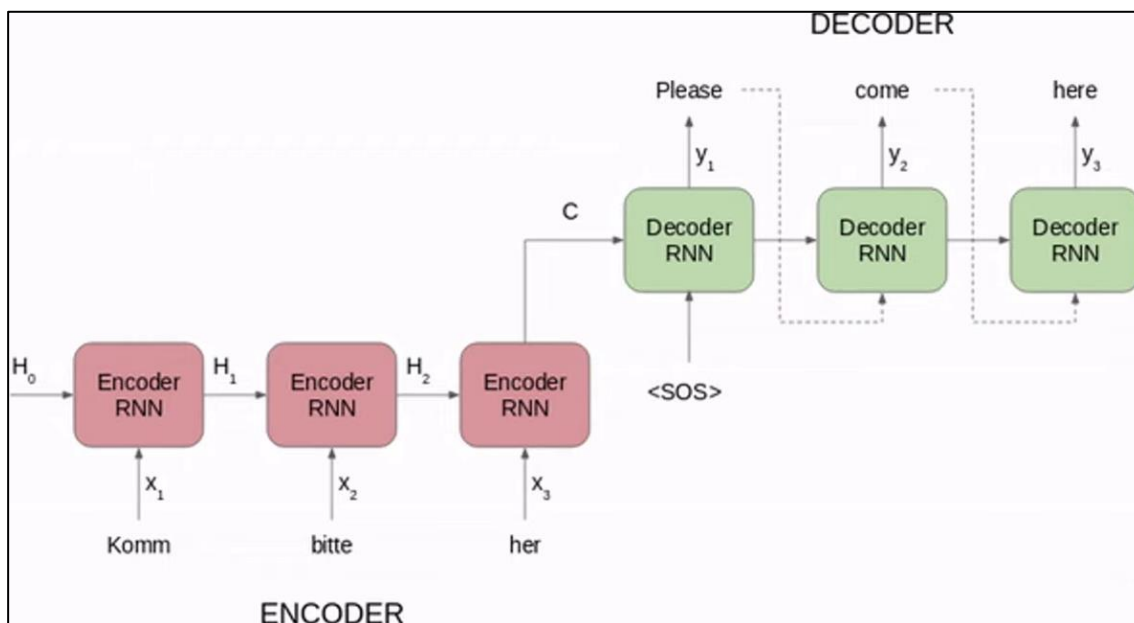 DECODER
Please
come
here
y1
y2
y3
C
Decoder
RNN
Decoder
RNN
Decoder
RNN
H0
H1
H2
Encoder
RNN
Encoder
RNN
Encoder
RNN
<SOS>
x1
x2
x3
Komm
bitte
her
ENCODER